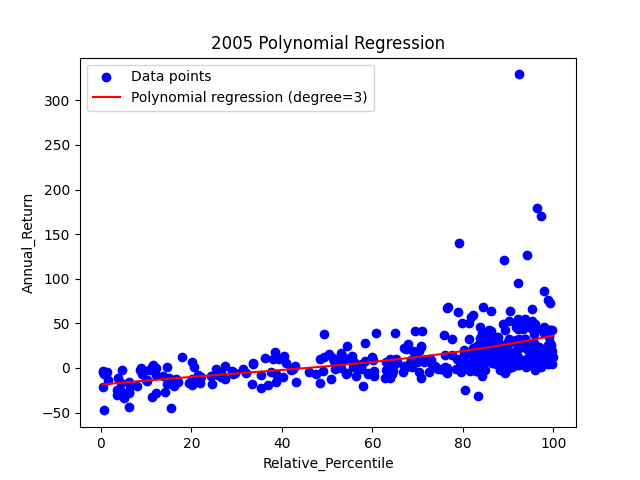 2005 Polynomial Regression
Data points
Polynomial regression (degree=3)
Annual_Return
300
250
200
150
100
50
0
−50
0 20 40 60 80 100
Relative_Percentile